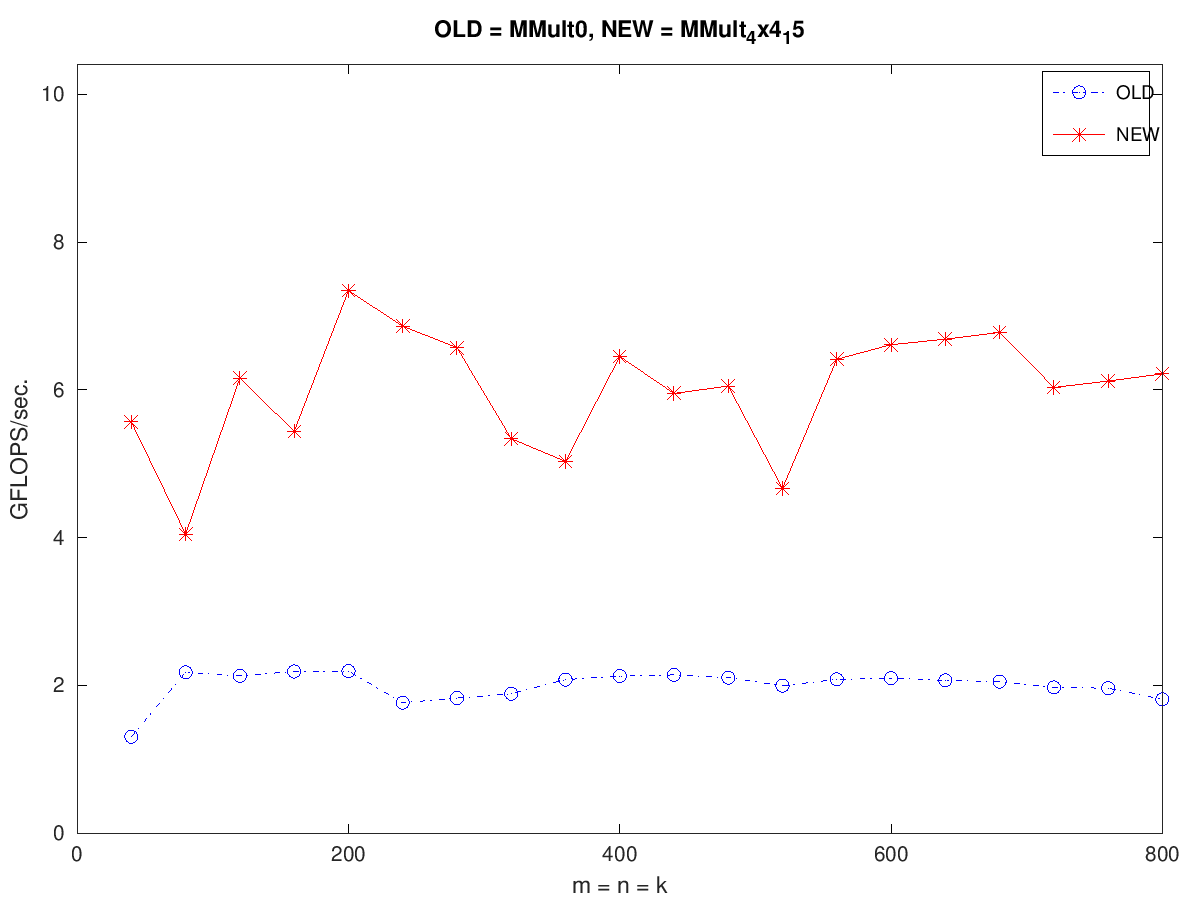 OLD = MMult0, NEW = MMult₄x4₁5
OLD
NEW
10
8
6
4
2
0
GFLOPS/sec.
0 200 400 600 800
m = n = k